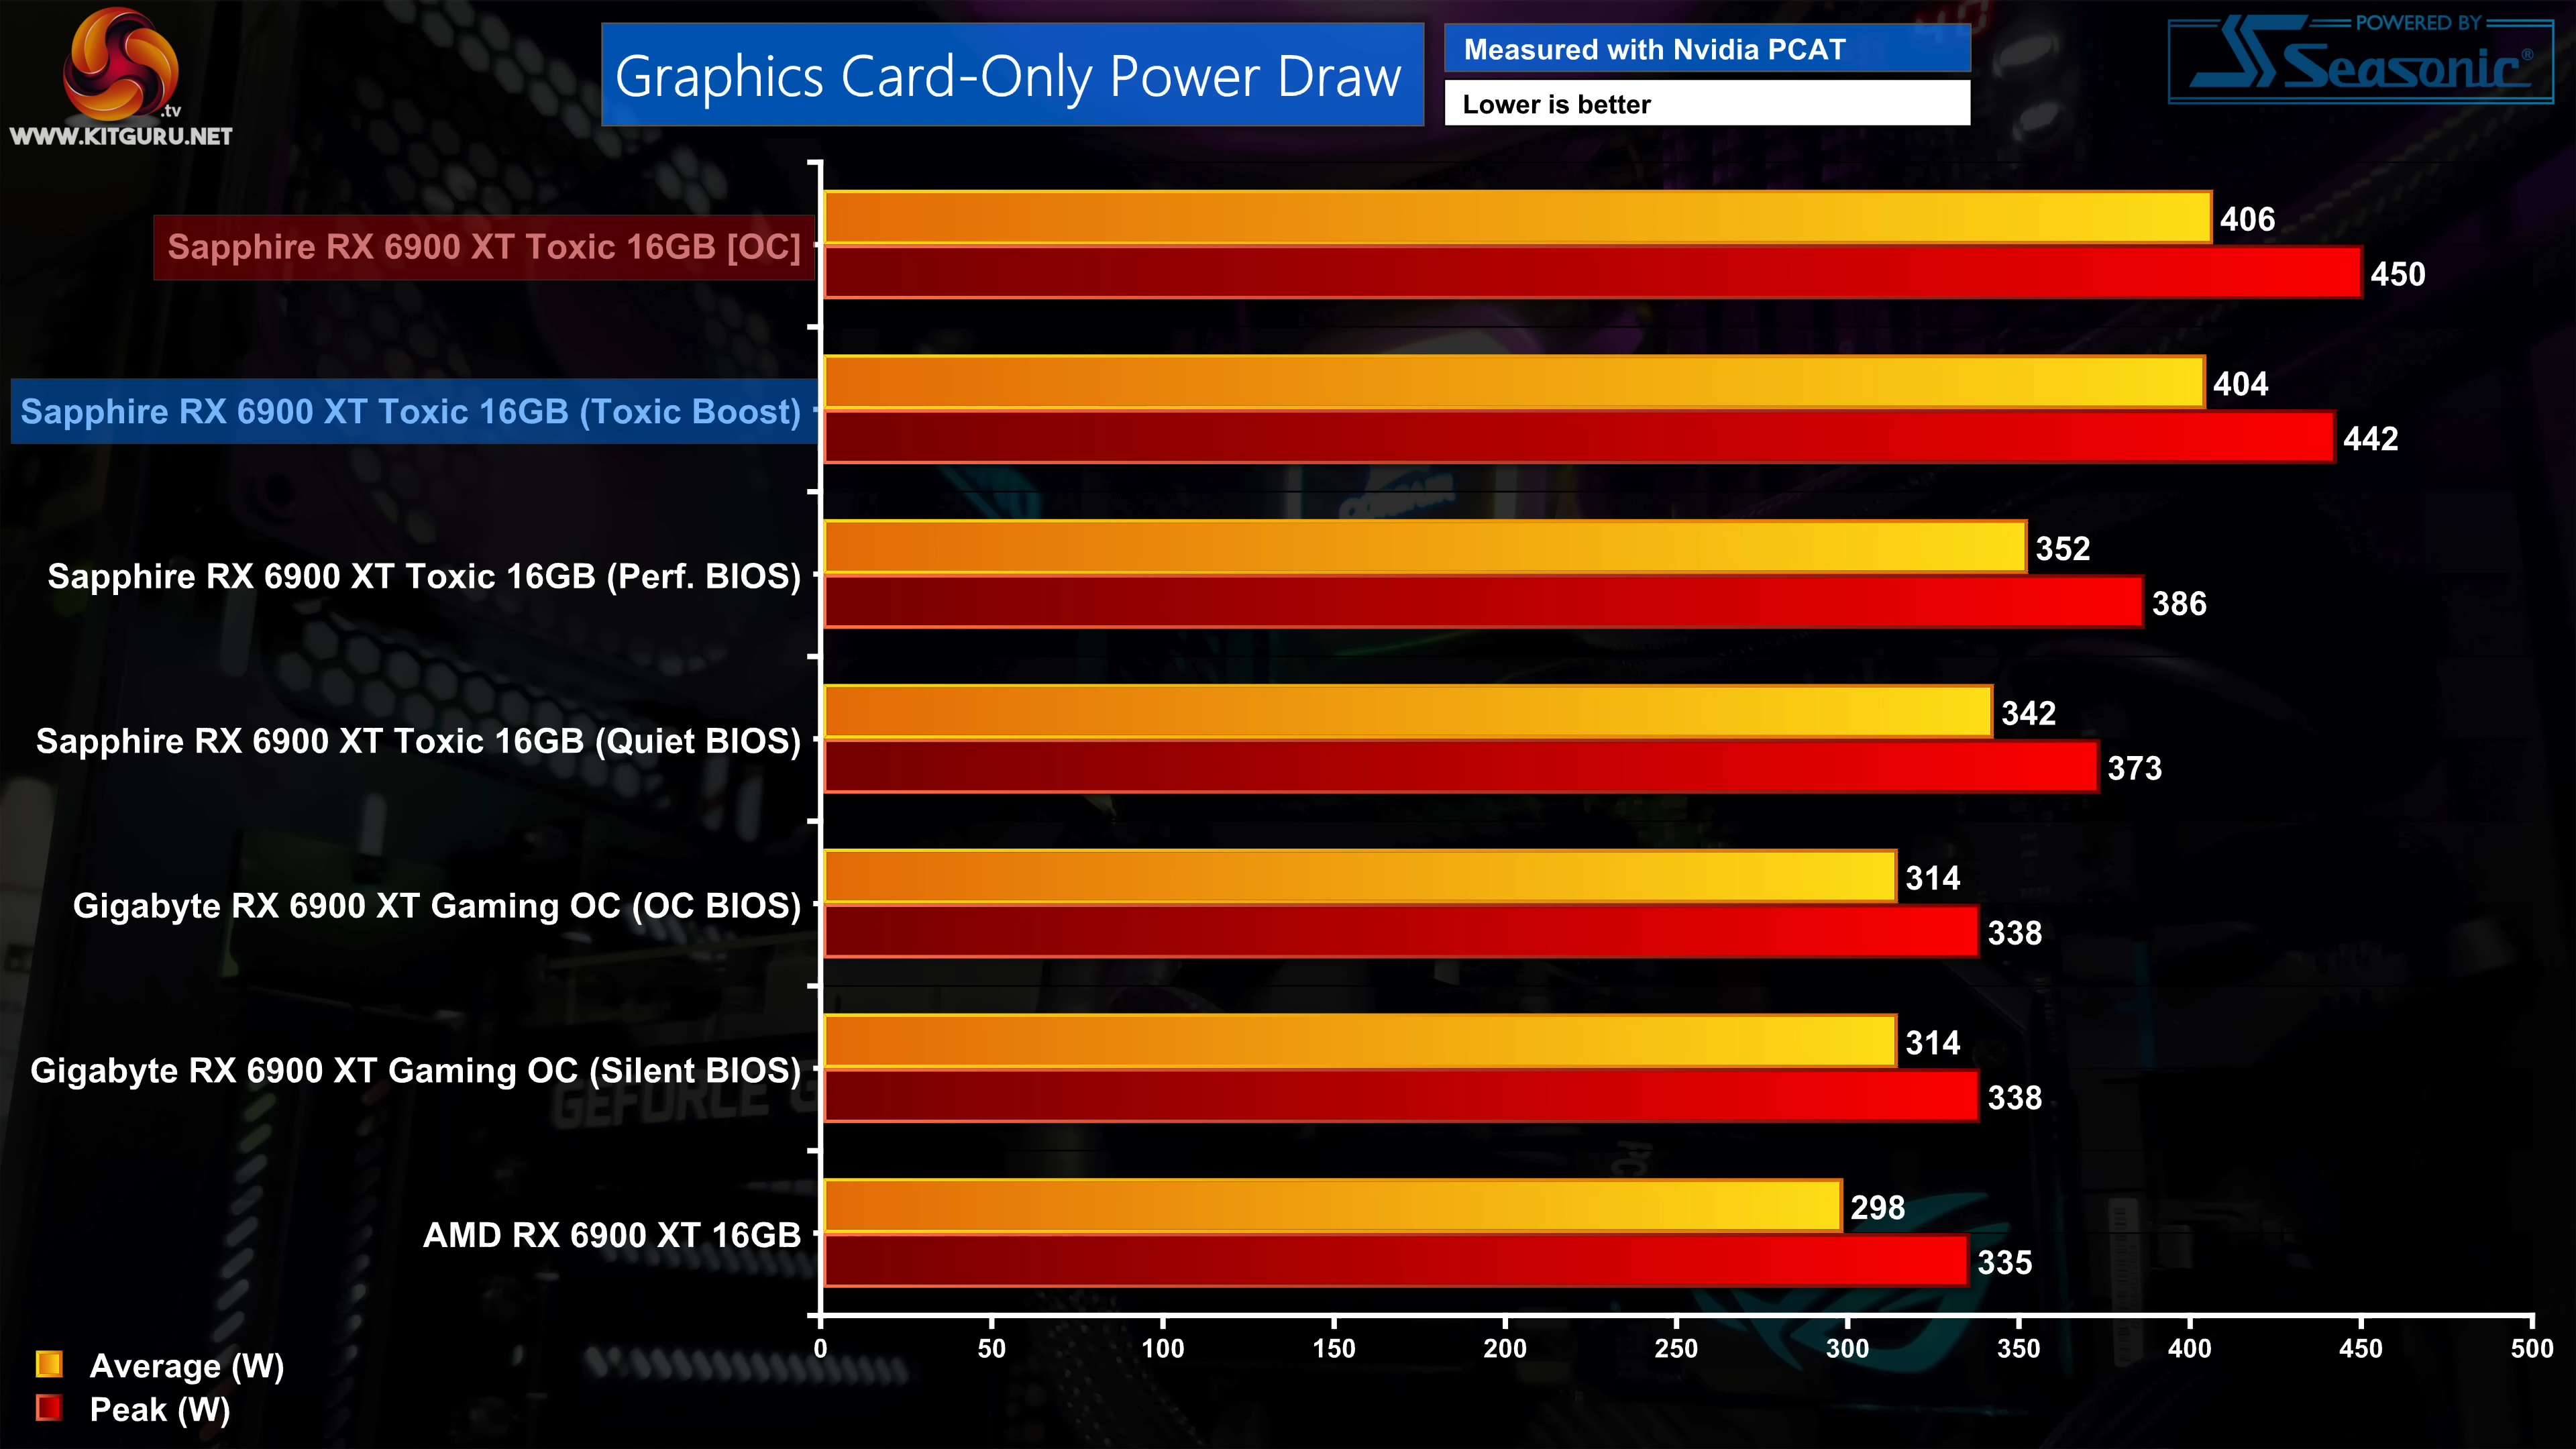 .tv
WWW.KITGURU.NET
Graphics Card-Only Power Draw
Measured with Nvidia PCAT
Lower is better
POWERED BY
Seasonic®
Sapphire RX 6900 XT Toxic 16GB [OC]
406
450
Sapphire RX 6900 XT Toxic 16GB (Toxic Boost)
404
442
Sapphire RX 6900 XT Toxic 16GB (Perf. BIOS)
352
386
Sapphire RX 6900 XT Toxic 16GB (Quiet BIOS)
342
373
Gigabyte RX 6900 XT Gaming OC (OC BIOS)
314
338
Gigabyte RX 6900 XT Gaming OC (Silent BIOS)
314
338
GEFORCE G
AMD RX 6900 XT 16GB
298
335
0 50 100 150 200 250 300 350 400 450 500
Average (W)
Peak (W)